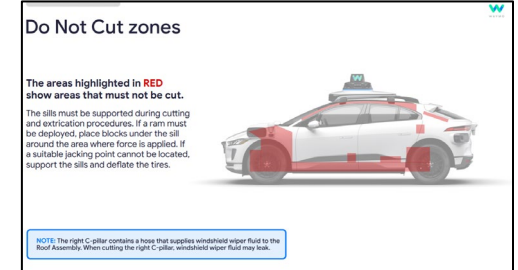 WAYMO
Do Not Cut zones
The areas highlighted in RED
show areas that must not be cut.
The sills must be supported during cutting
and extrication procedures. If a ram must
be deployed, place blocks under the sill
around the area where force is applied. If
a suitable jacking point cannot be located,
support the sills and deflate the tires.
NOTE: The right C-pillar contains a hose that supplies windshield wiper fluid to the
Roof Assembly. When cutting the right C-pillar, windshield wiper fluid may leak.